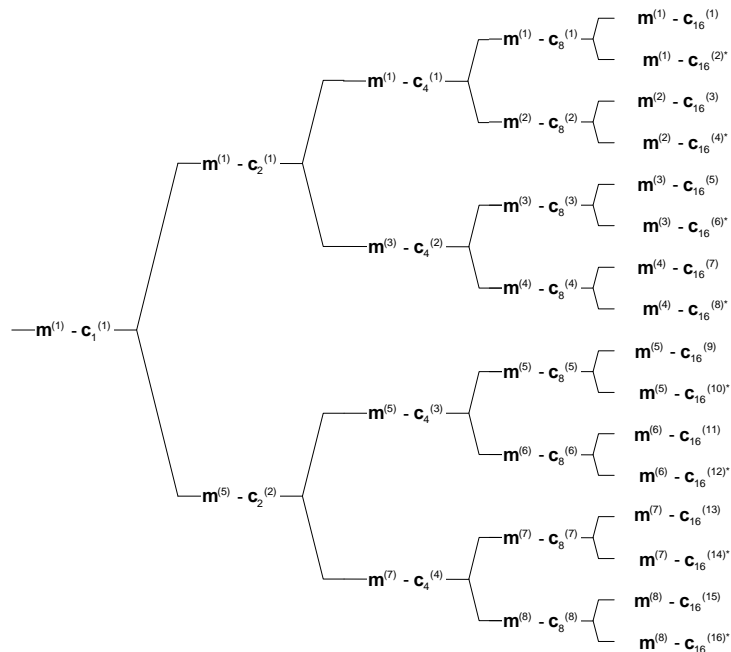 m⁽¹⁾ - c₁₆⁽¹⁾
m⁽¹⁾ - c₈⁽¹⁾
m⁽¹⁾ - c₁₆⁽²⁾*
m⁽¹⁾ - c₄⁽¹⁾
m⁽²⁾ - c₁₆⁽³⁾
m⁽²⁾ - c₈⁽²⁾
m⁽²⁾ - c₁₆⁽⁴⁾*
m⁽¹⁾ - c₂⁽¹⁾
m⁽³⁾ - c₁₆⁽⁵⁾
m⁽³⁾ - c₈⁽³⁾
m⁽³⁾ - c₁₆⁽⁶⁾*
m⁽³⁾ - c₄⁽²⁾
m⁽⁴⁾ - c₁₆⁽⁷⁾
m⁽⁴⁾ - c₈⁽⁴⁾
m⁽⁴⁾ - c₁₆⁽⁸⁾*
m⁽¹⁾ - c₁⁽¹⁾
m⁽⁵⁾ - c₁₆⁽⁹⁾
m⁽⁵⁾ - c₈⁽⁵⁾
m⁽⁵⁾ - c₁₆⁽¹⁰⁾*
m⁽⁵⁾ - c₄⁽³⁾
m⁽⁶⁾ - c₁₆⁽¹¹⁾
m⁽⁶⁾ - c₈⁽⁶⁾
m⁽⁶⁾ - c₁₆⁽¹²⁾*
m⁽⁵⁾ - c₂⁽²⁾
m⁽⁷⁾ - c₁₆⁽¹³⁾
m⁽⁷⁾ - c₈⁽⁷⁾
m⁽⁷⁾ - c₁₆⁽¹⁴⁾*
m⁽⁷⁾ - c₄⁽⁴⁾
m⁽⁸⁾ - c₁₆⁽¹⁵⁾
m⁽⁸⁾ - c₈⁽⁸⁾
m⁽⁸⁾ - c₁₆⁽¹⁶⁾*